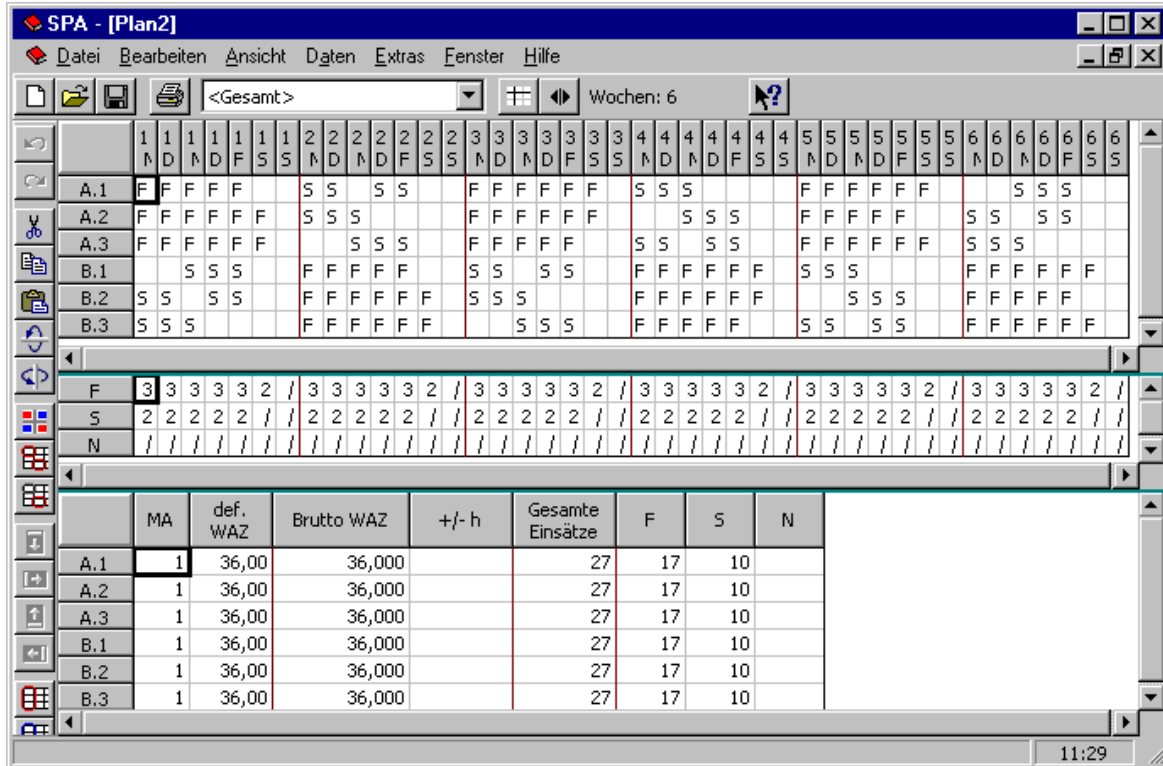 SPA - [Plan2]
Datei Bearbeiten Ansicht Daten Extras Fenster Hilfe
<Gesamt> Wochen: 6
1 1 1 1 1 1 1 2 2 2 2 2 2 2 3 3 3 3 3 3 3 4 4 4 4 4 4 4 5 5 5 5 5 5 5 6 6 6 6 6 6 6
M D M D F S S M D M D F S S M D M D F S S M D M D F S S M D M D F S S M D M D F S S
A.1 F F F F F S S S S F F F F F F S S S F F F F F F S S S
A.2 F F F F F F S S S F F F F F F S S S F F F F F S S S S
A.3 F F F F F F S S S F F F F F S S S S F F F F F F S S S
B.1 S S S F F F F F S S S S F F F F F F S S S F F F F F F
B.2 S S S S F F F F F F S S S F F F F F F S S S F F F F F
B.3 S S S F F F F F F S S S F F F F F S S S S F F F F F F
F 3 3 3 3 3 2 / 3 3 3 3 3 2 / 3 3 3 3 3 2 / 3 3 3 3 3 2 / 3 3 3 3 3 2 / 3 3 3 3 3 2 /
S 2 2 2 2 2 / / 2 2 2 2 2 / / 2 2 2 2 2 / / 2 2 2 2 2 / / 2 2 2 2 2 / / 2 2 2 2 2 / /
N / / / / / / / / / / / / / / / / / / / / / / / / / / / / / / / / / / / / / / / / / /
MA def. WAZ Brutto WAZ +/- h Gesamte Einsätze F S N
A.1 1 36,00 36,000 27 17 10
A.2 1 36,00 36,000 27 17 10
A.3 1 36,00 36,000 27 17 10
B.1 1 36,00 36,000 27 17 10
B.2 1 36,00 36,000 27 17 10
B.3 1 36,00 36,000 27 17 10
11:29